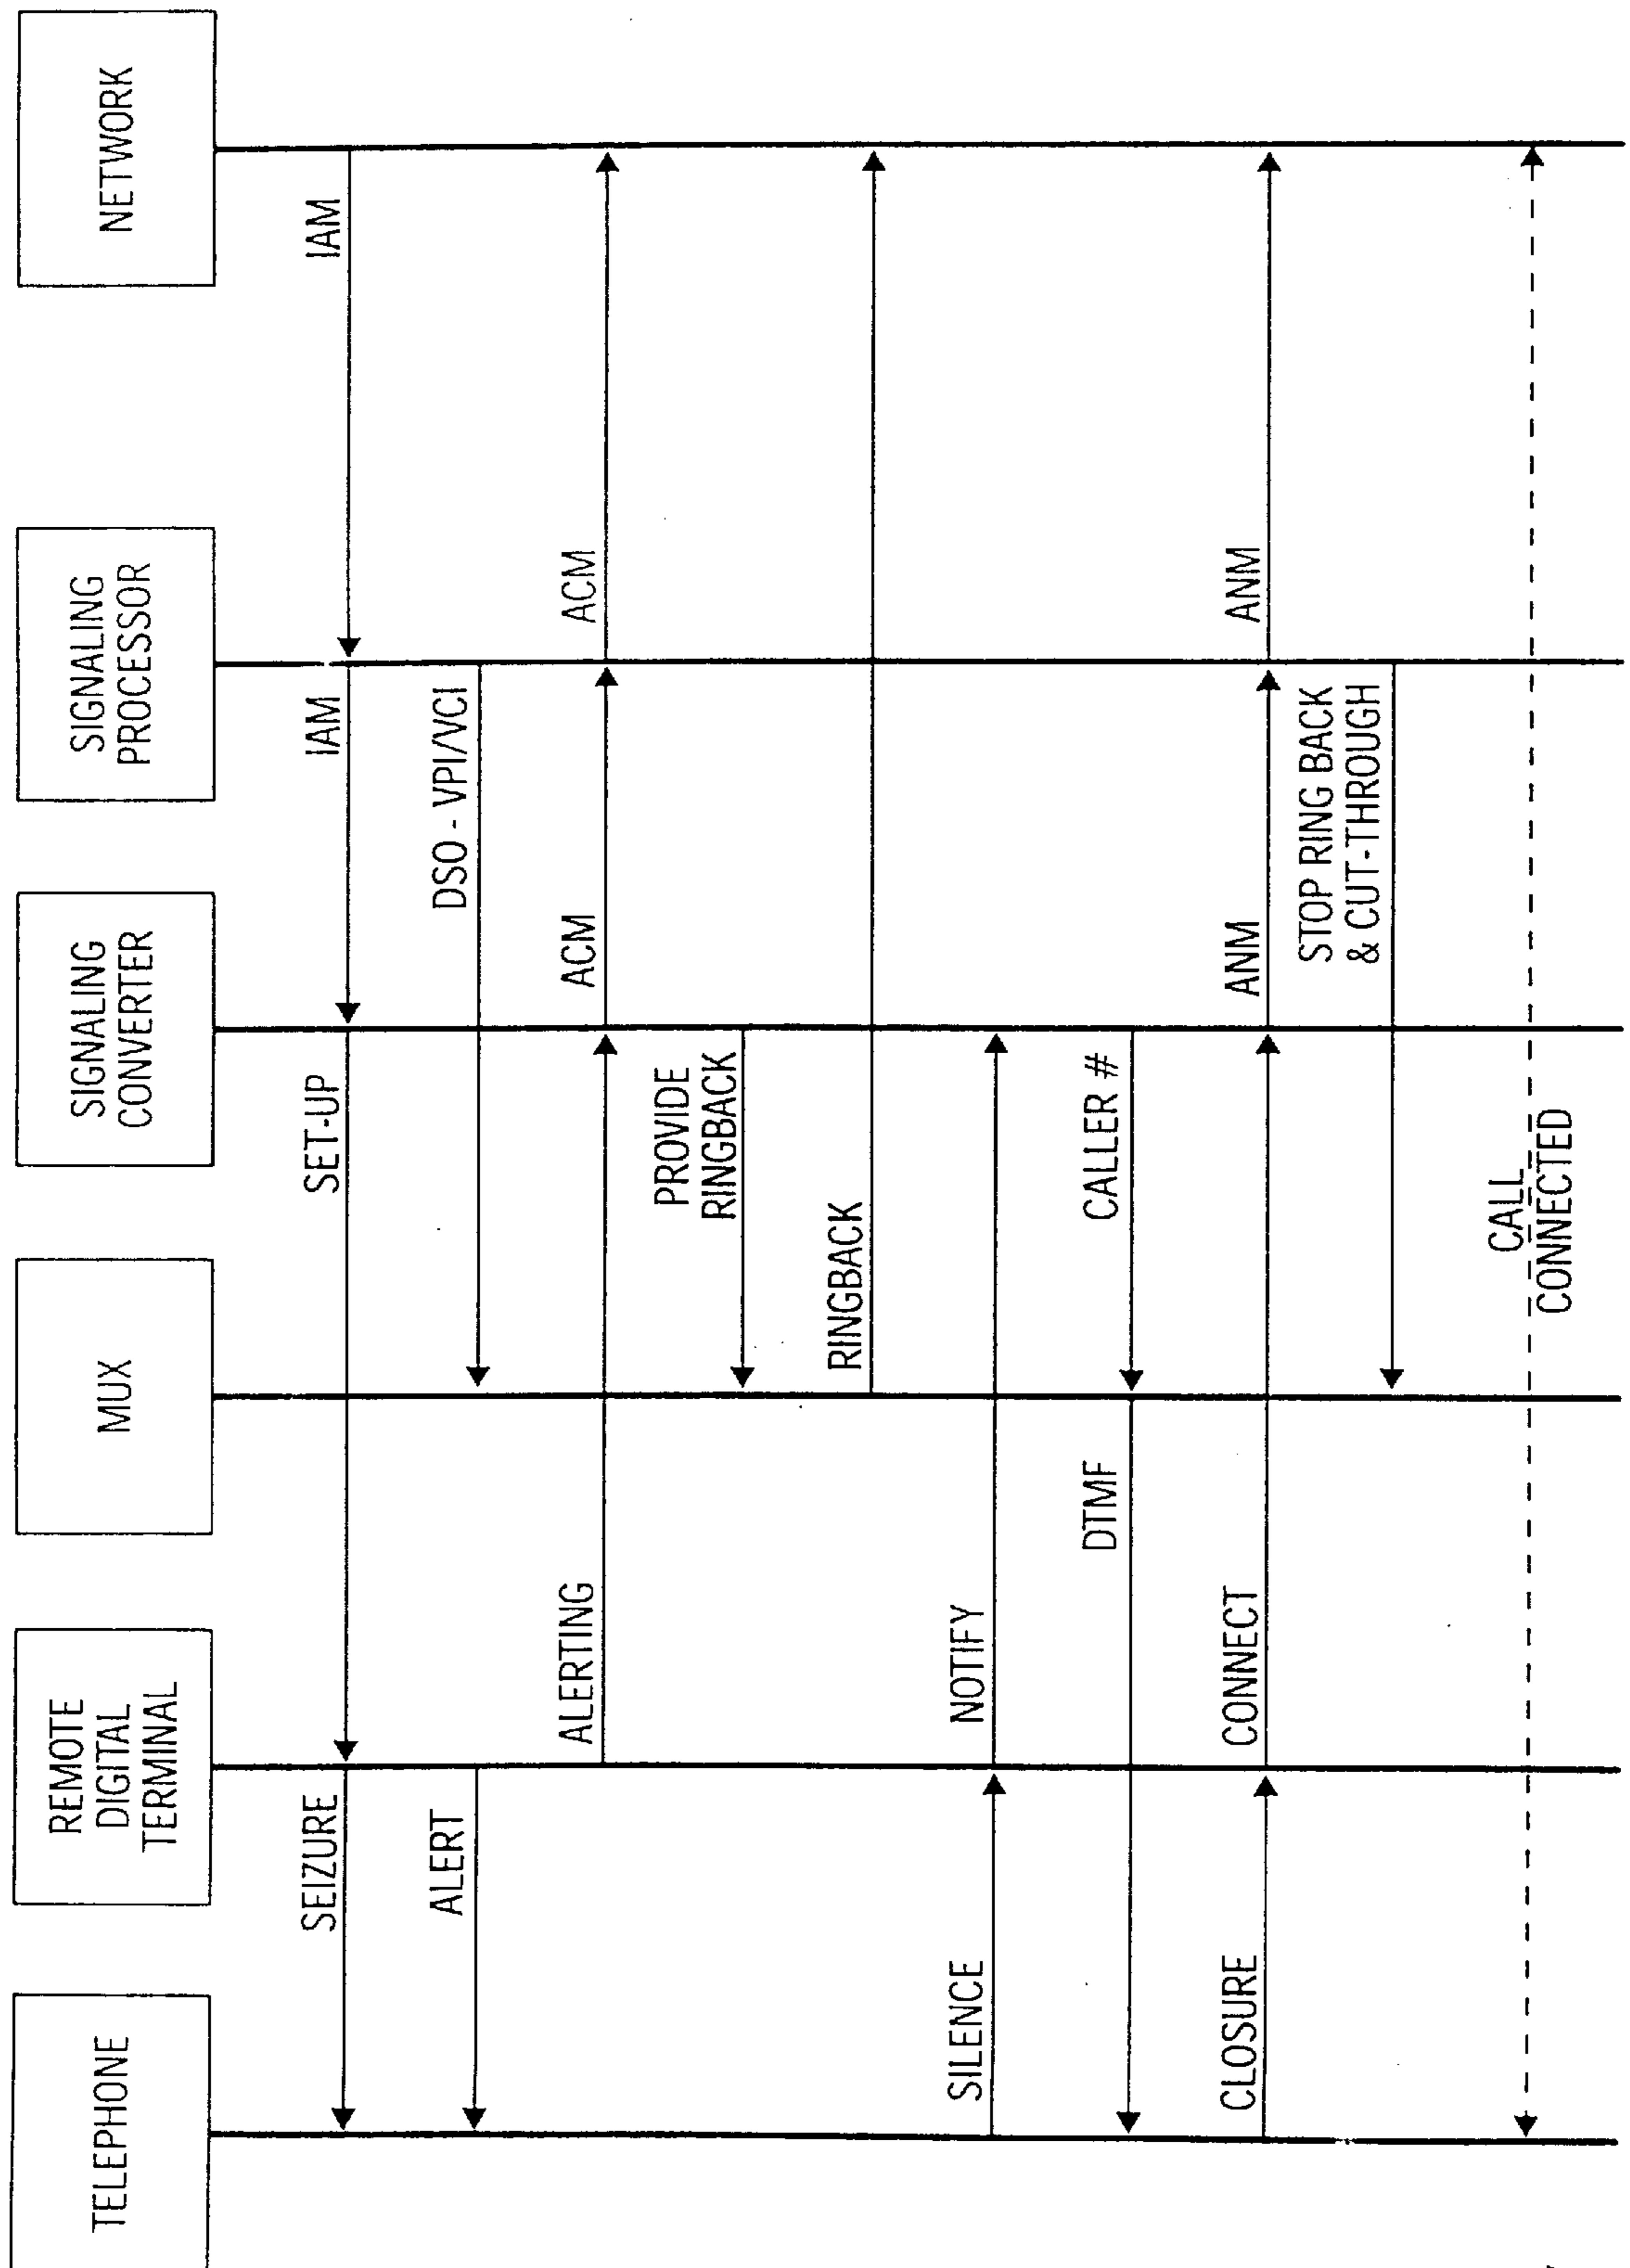 TELEPHONE
REMOTE
DIGITAL
TERMINAL
MUX
SIGNALING
CONVERTER
SIGNALING
PROCESSOR
NETWORK
SEIZURE
SET-UP
IAM
IAM
ALERT
DSO - VPI/VCI
ALERTING
ACM
ACM
PROVIDE
RINGBACK
RINGBACK
SILENCE
NOTIFY
DTMF
CALLER #
CLOSURE
CONNECT
ANM
ANM
STOP RING BACK
& CUT-THROUGH
CALL
CONNECTED